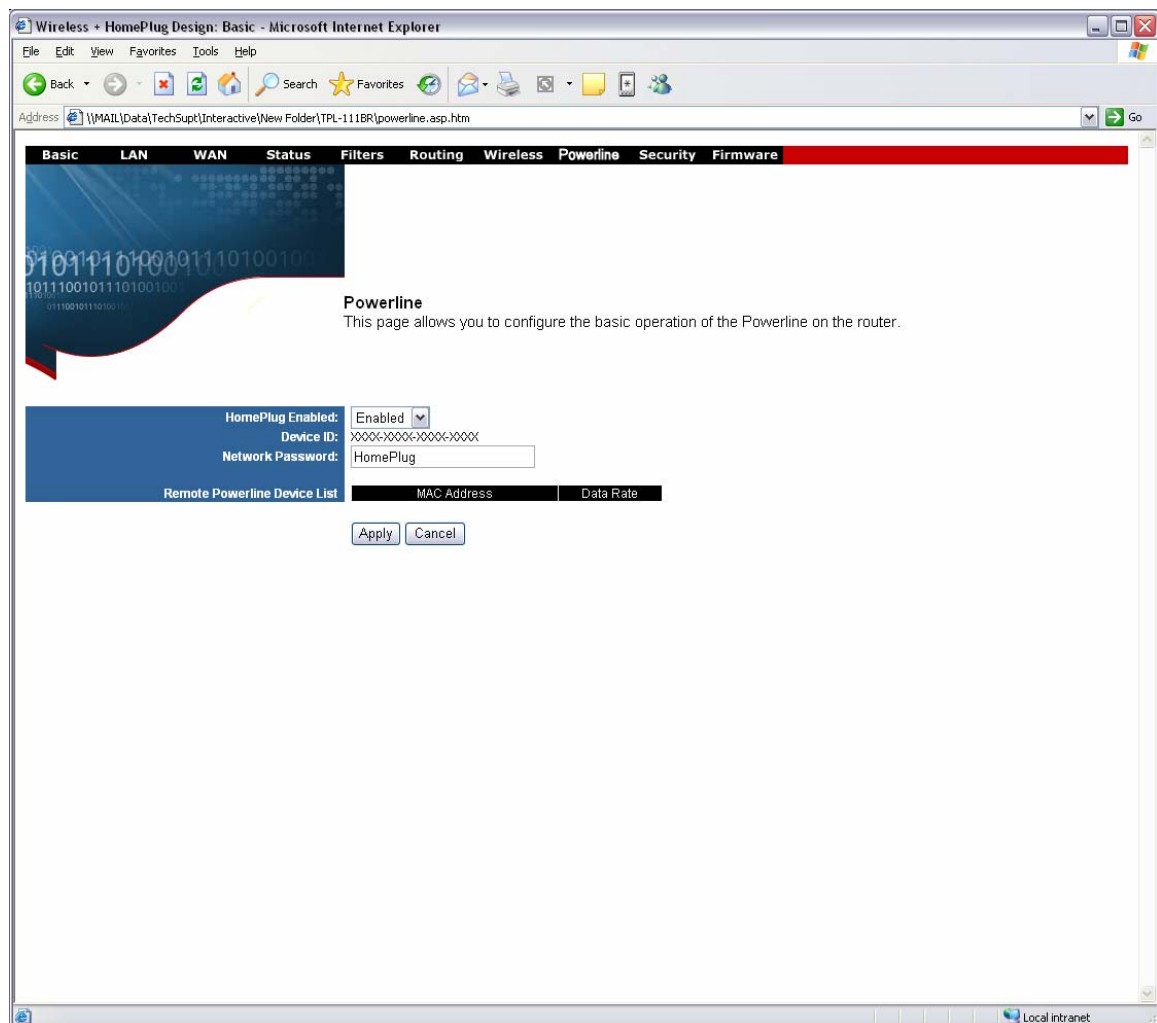 Wireless + HomePlug Design: Basic - Microsoft Internet Explorer
File Edit View Favorites Tools Help
Back Search Favorites
Address \\MAIL\Data\TechSupt\Interactive\New Folder\TPL-111BR\powerline.asp.htm Go
Basic LAN WAN Status Filters Routing Wireless Powerline Security Firmware
Powerline
This page allows you to configure the basic operation of the Powerline on the router.
HomePlug Enabled: Enabled
Device ID: XXXX-XXXX-XXXX-XXXX
Network Password: HomePlug
Remote Powerline Device List MAC Address Data Rate
Apply Cancel
Local intranet